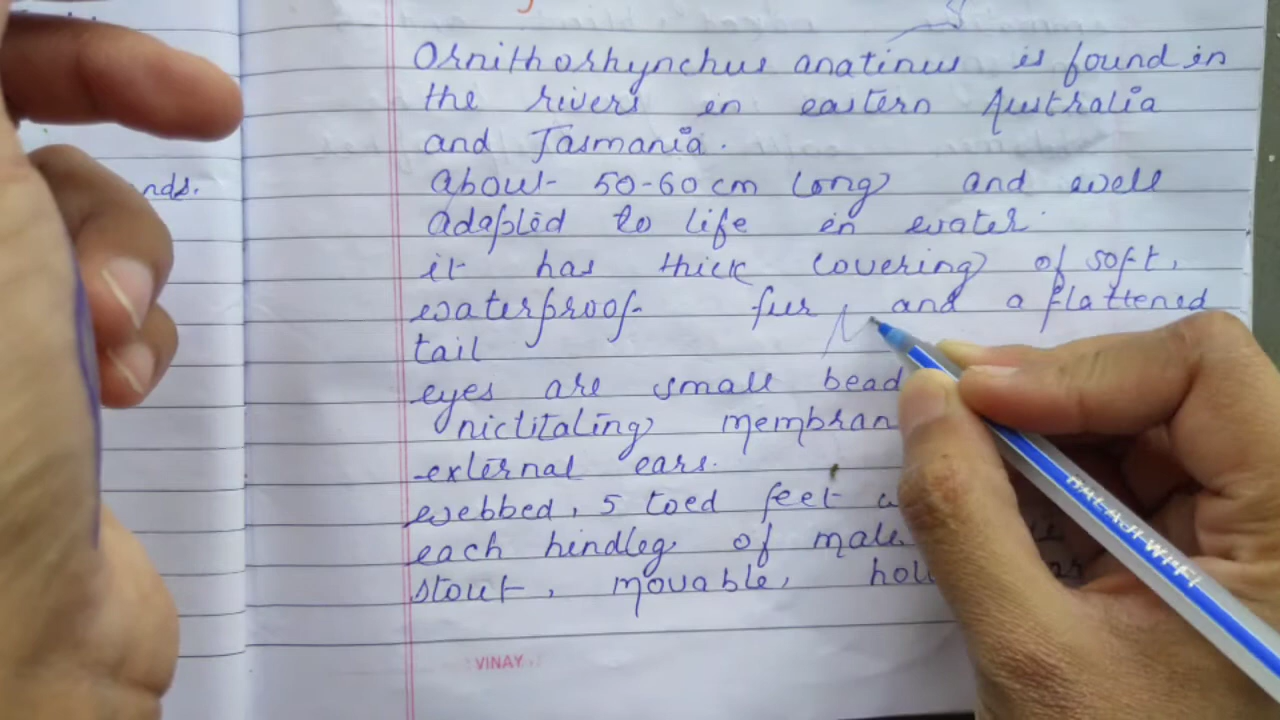 nds.
Ornithorhynchus anatinus is found in
the rivers in eastern Australia
and Tasmania.
about 50-60 cm long and well
adapted to life in water.
it has thick covering of soft,
waterproof fur and a flattened
tail
eyes are small bead
nictitating membran
external ears.
webbed, 5 toed feet
each hindleg of male
stout, movable, hol
VINAY